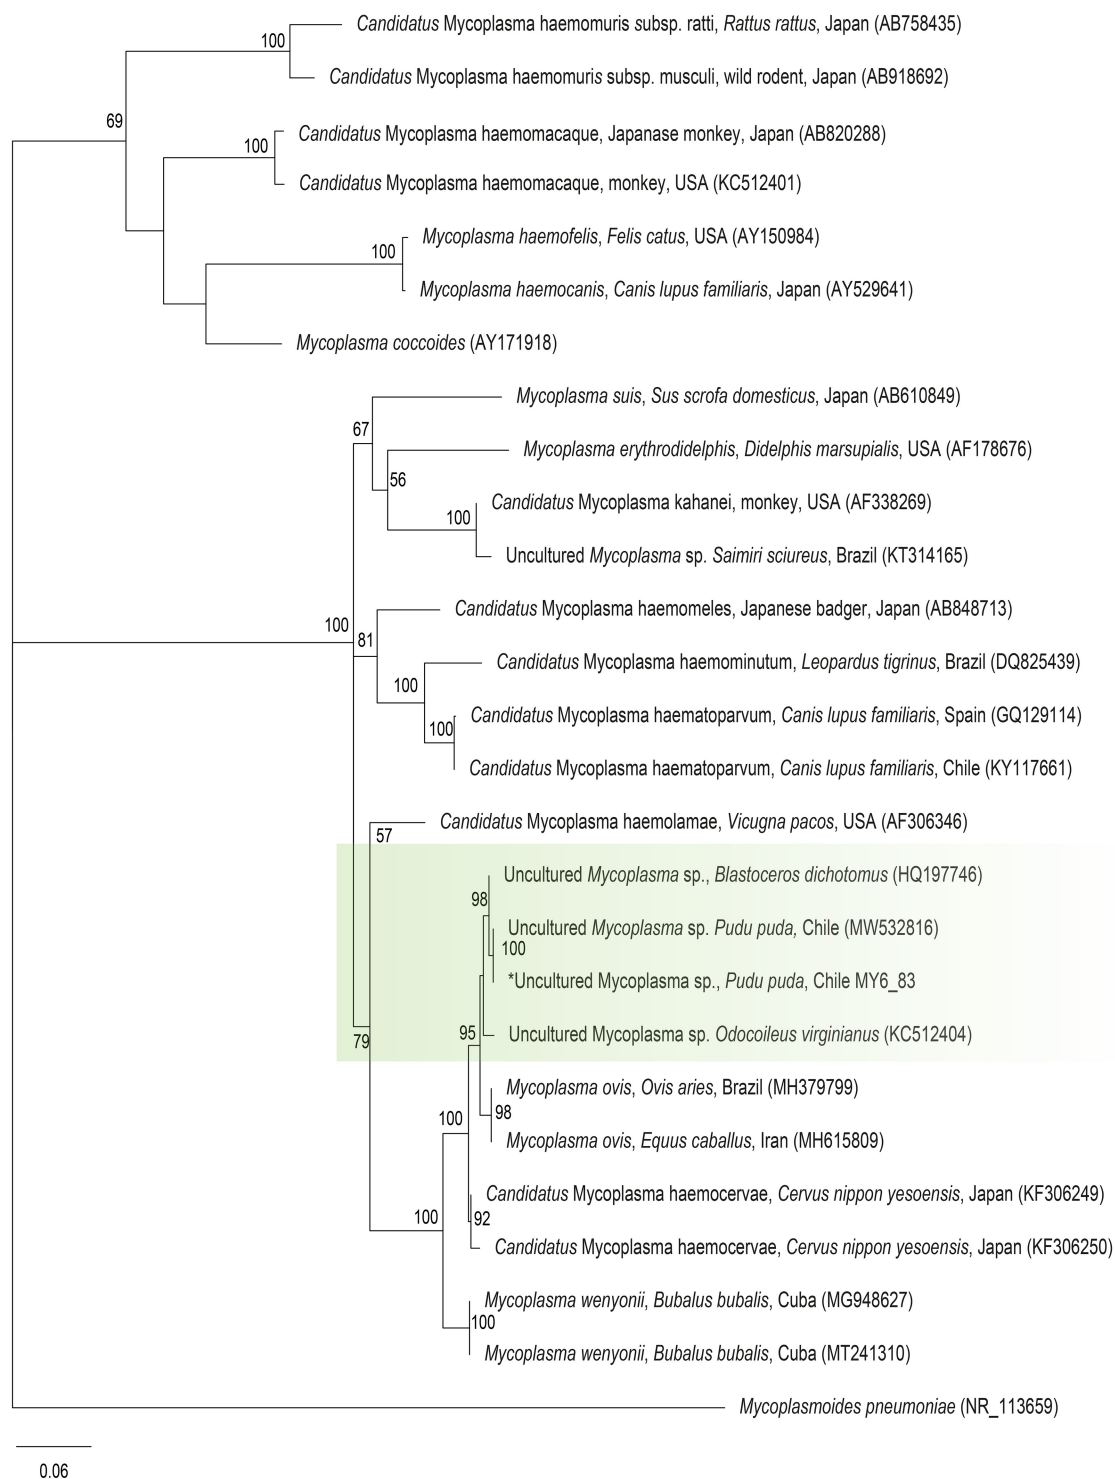 Candidatus Mycoplasma haemomuris subsp. ratti, Rattus rattus, Japan (AB758435)
100
Candidatus Mycoplasma haemomuris subsp. musculi, wild rodent, Japan (AB918692)
69
Candidatus Mycoplasma haemomacaque, Japanase monkey, Japan (AB820288)
100
Candidatus Mycoplasma haemomacaque, monkey, USA (KC512401)
Mycoplasma haemofelis, Felis catus, USA (AY150984)
100
Mycoplasma haemocanis, Canis lupus familiaris, Japan (AY529641)
Mycoplasma coccoides (AY171918)
Mycoplasma suis, Sus scrofa domesticus, Japan (AB610849)
67
Mycoplasma erythrodidelphis, Didelphis marsupialis, USA (AF178676)
56
Candidatus Mycoplasma kahanei, monkey, USA (AF338269)
100
Uncultured Mycoplasma sp. Saimiri sciureus, Brazil (KT314165)
Candidatus Mycoplasma haemomeles, Japanese badger, Japan (AB848713)
100
81
Candidatus Mycoplasma haemominutum, Leopardus tigrinus, Brazil (DQ825439)
100
Candidatus Mycoplasma haematoparvum, Canis lupus familiaris, Spain (GQ129114)
100
Candidatus Mycoplasma haematoparvum, Canis lupus familiaris, Chile (KY117661)
Candidatus Mycoplasma haemolamae, Vicugna pacos, USA (AF306346)
57
Uncultured Mycoplasma sp., Blastoceros dichotomus (HQ197746)
98
Uncultured Mycoplasma sp. Pudu puda, Chile (MW532816)
100
*Uncultured Mycoplasma sp., Pudu puda, Chile MY6_83
95
Uncultured Mycoplasma sp. Odocoileus virginianus (KC512404)
79
Mycoplasma ovis, Ovis aries, Brazil (MH379799)
98
100
Mycoplasma ovis, Equus caballus, Iran (MH615809)
Candidatus Mycoplasma haemocervae, Cervus nippon yesoensis, Japan (KF306249)
100
92
Candidatus Mycoplasma haemocervae, Cervus nippon yesoensis, Japan (KF306250)
Mycoplasma wenyonii, Bubalus bubalis, Cuba (MG948627)
100
Mycoplasma wenyonii, Bubalus bubalis, Cuba (MT241310)
Mycoplasmoides pneumoniae (NR_113659)
0.06